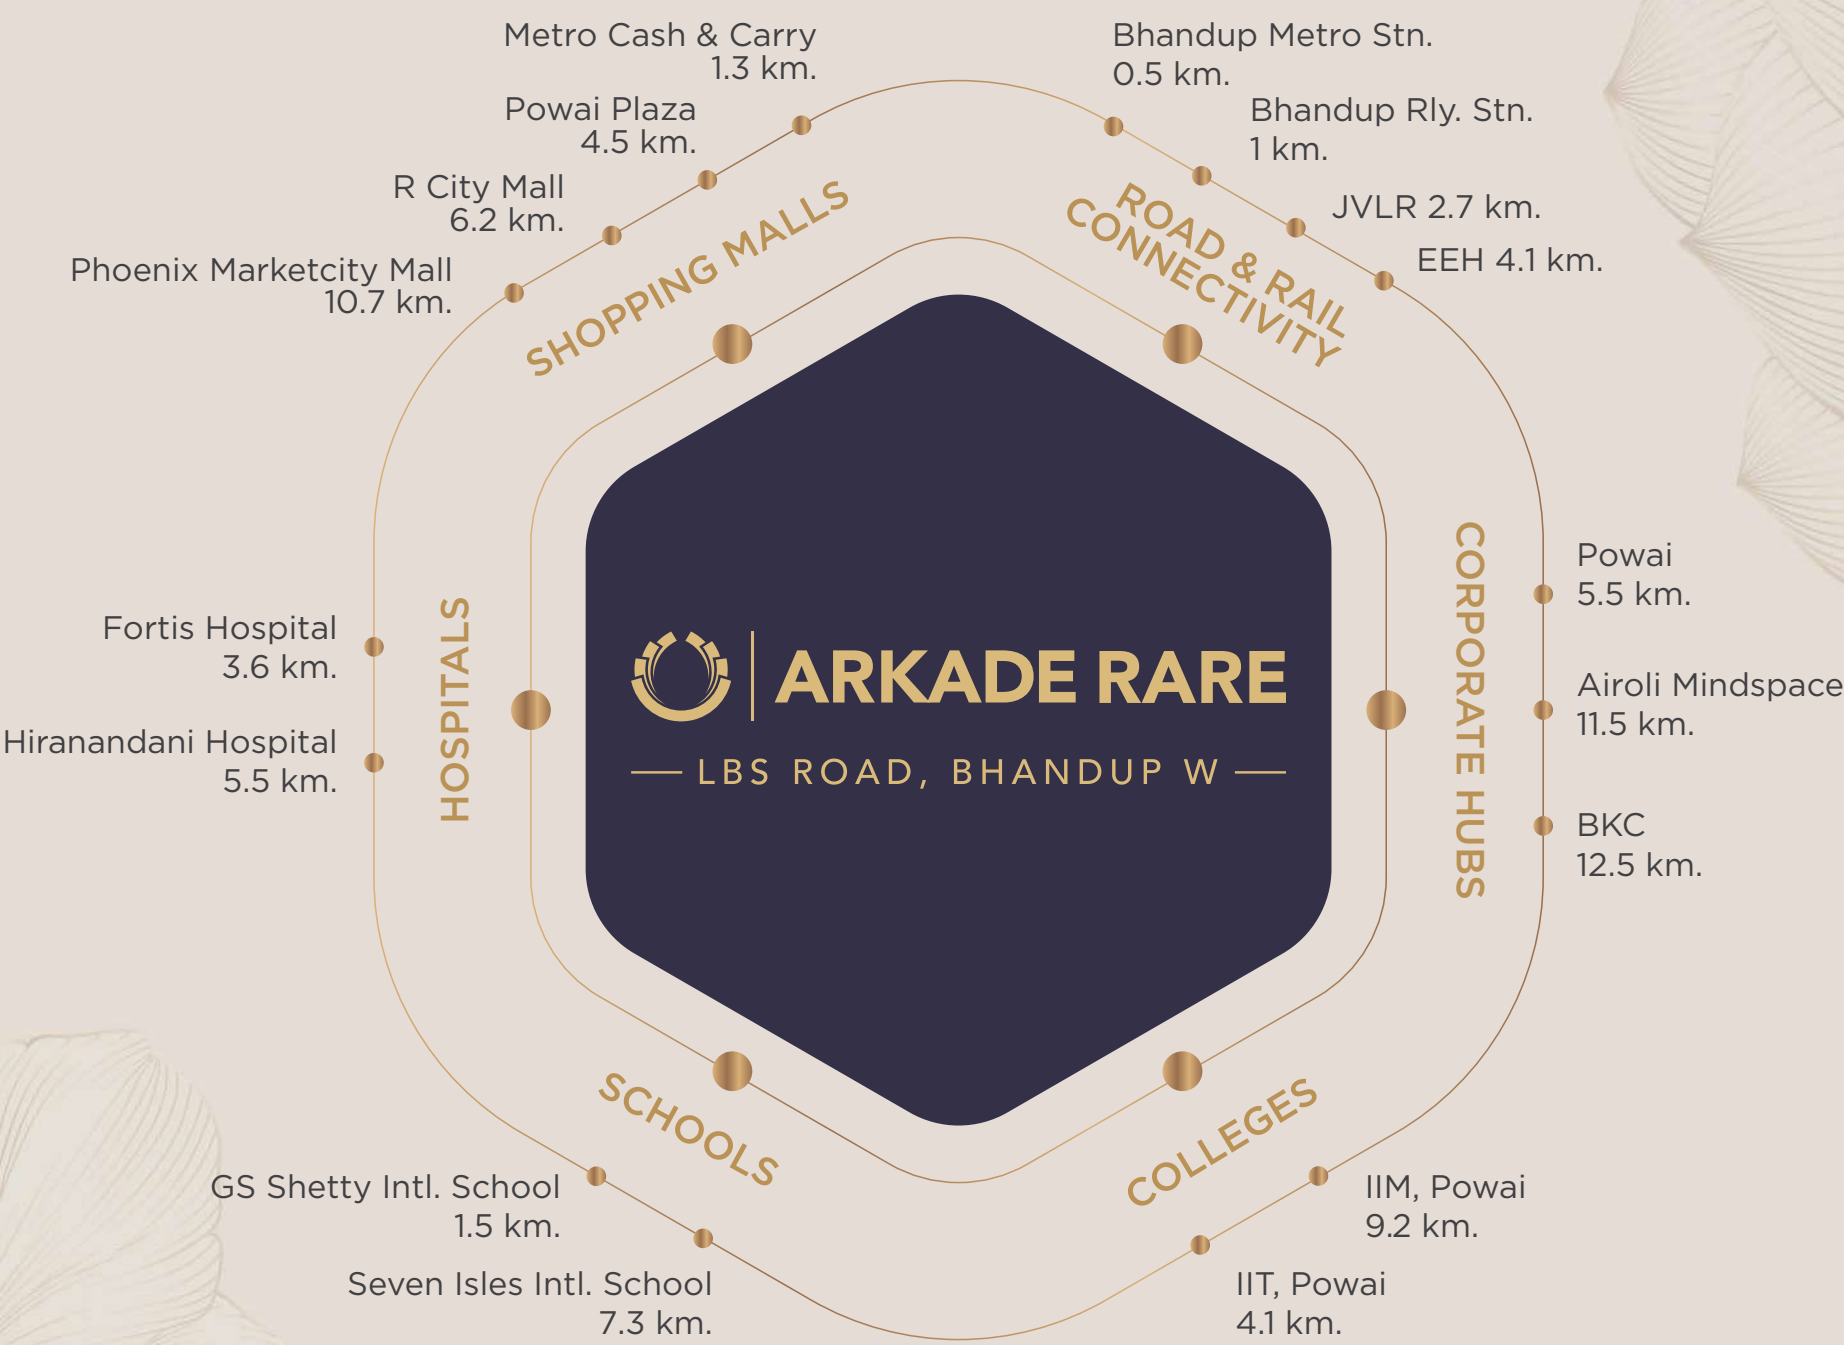 Metro Cash & Carry
1.3 km.
Powai Plaza
4.5 km.
R City Mall
6.2 km.
Phoenix Marketcity Mall
10.7 km.
SHOPPING MALLS
Bhandup Metro Stn.
0.5 km.
Bhandup Rly. Stn.
1 km.
JVLR 2.7 km.
EEH 4.1 km.
ROAD & RAIL
CONNECTIVITY
Fortis Hospital
3.6 km.
Hiranandani Hospital
5.5 km.
HOSPITALS
ARKADE RARE
LBS ROAD, BHANDUP W
CORPORATE HUBS
Powai
5.5 km.
Airoli Mindspace
11.5 km.
BKC
12.5 km.
SCHOOLS
GS Shetty Intl. School
1.5 km.
Seven Isles Intl. School
7.3 km.
COLLEGES
IIM, Powai
9.2 km.
IIT, Powai
4.1 km.